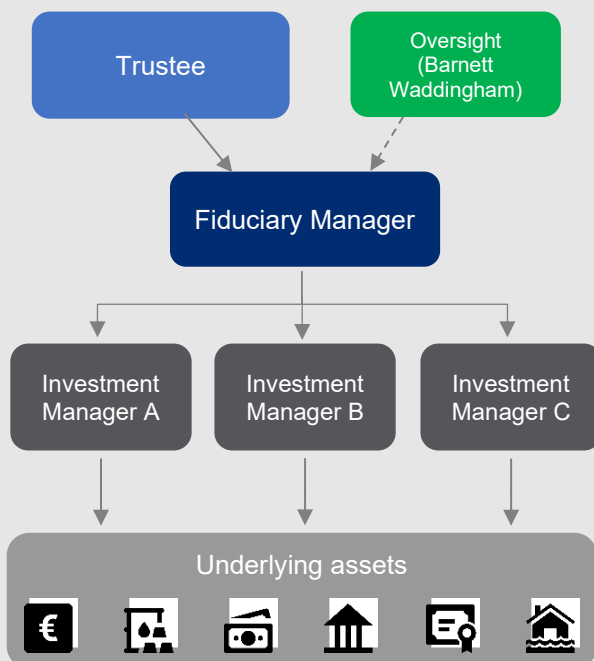 Trustee
Oversight
(Barnett
Waddingham)
Fiduciary Manager
Investment
Manager A
Investment
Manager B
Investment
Manager C
Underlying assets
€